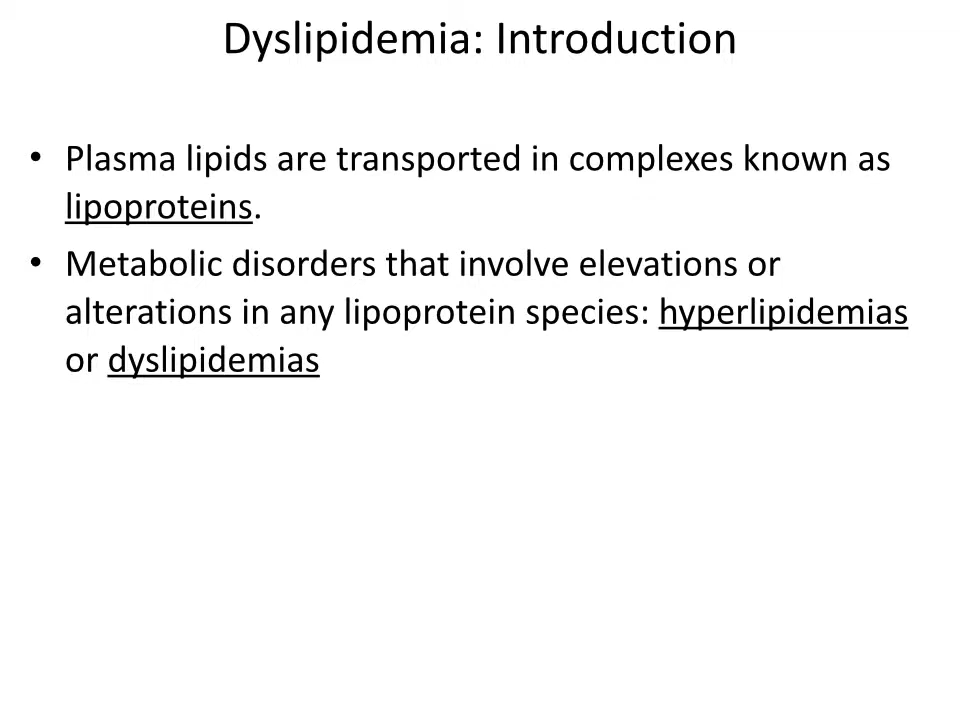 Dyslipidemia: Introduction
• Plasma lipids are transported in complexes known as
lipoproteins.
• Metabolic disorders that involve elevations or
alterations in any lipoprotein species: hyperlipidemias
or dyslipidemias